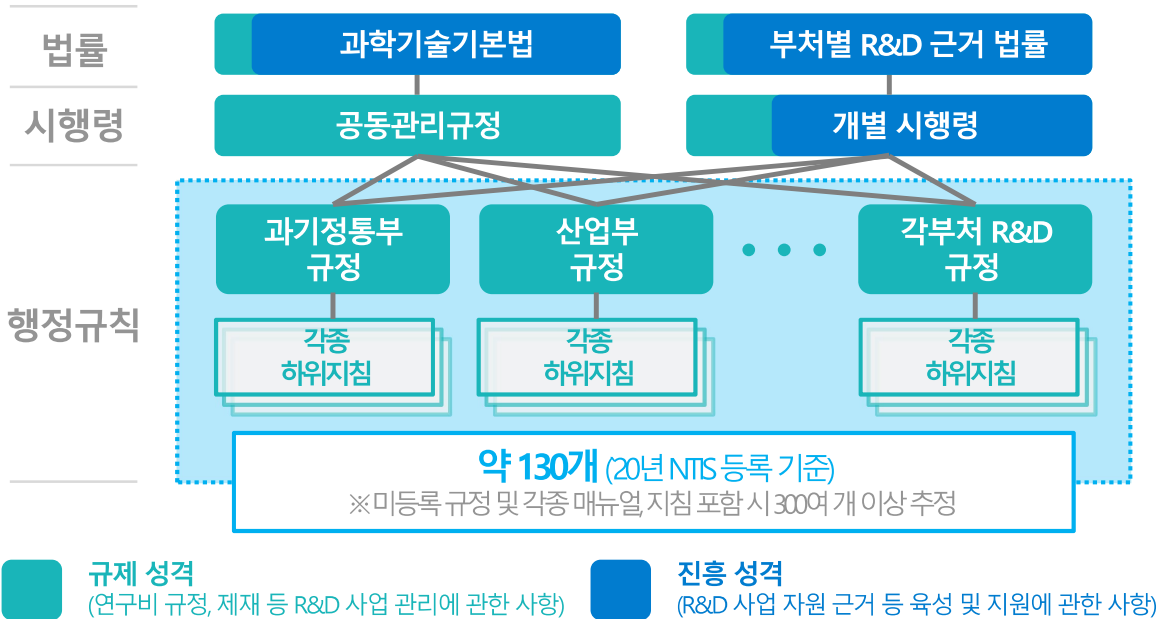 법률
과학기술기본법
부처별 R&D 근거 법률
시행령
공동관리규정
개별 시행령
행정규칙
과기정통부
규정
산업부
규정
각부처 R&D
규정
각종
하위지침
각종
하위지침
각종
하위지침
약 130개 ('20년 NTIS 등록 기준)
※ 미등록 규정 및 각종 매뉴얼, 지침 포함 시 300여 개 이상 추정
규제 성격
(연구비 규정, 제재 등 R&D 사업 관리에 관한 사항)
진흥 성격
(R&D 사업 자원 근거 등 육성 및 지원에 관한 사항)